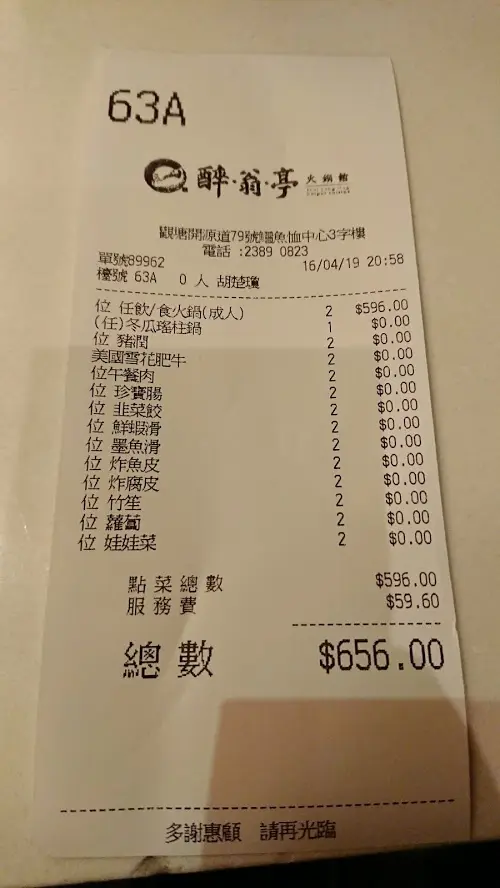 63A
醉·翁·亭 火鍋館
觀塘開源道79號鱷魚恤中心3字樓
電話 :2389 0823
單號89962 16/04/19 20:58
檯號 63A 0 人 胡楚瓊
位 任飲/食火鍋(成人) 2 $596.00
(任)冬瓜瑤柱鍋 1 $0.00
位 豬潤 2 $0.00
美國雪花肥牛 2 $0.00
位午餐肉 2 $0.00
位 珍寶腸 2 $0.00
位 韭菜餃 2 $0.00
位 鮮蝦滑 2 $0.00
位 墨魚滑 2 $0.00
位 炸魚皮 2 $0.00
位 炸腐皮 2 $0.00
位 竹笙 2 $0.00
位 蘿蔔 2 $0.00
位 娃娃菜 2 $0.00
點菜總數 $596.00
服務費 $59.60
總數 $656.00
多謝惠顧 請再光臨